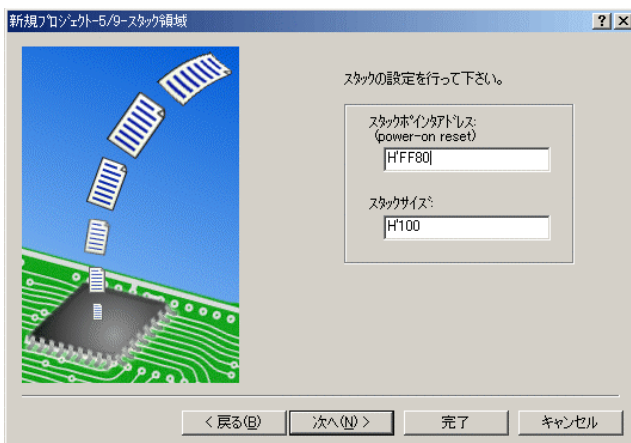 新規ﾌﾟﾛｼﾞｪｸﾄ-5/9-ｽﾀｯｸ領域
ｽﾀｯｸの設定を行って下さい。
ｽﾀｯｸﾎﾟｲﾝﾀｱﾄﾞﾚｽ:
(power-on reset)
H'FF80
ｽﾀｯｸｻｲｽﾞ:
H'100
< 戻る(B)
次へ(N) >
完了
ｷｬﾝｾﾙ